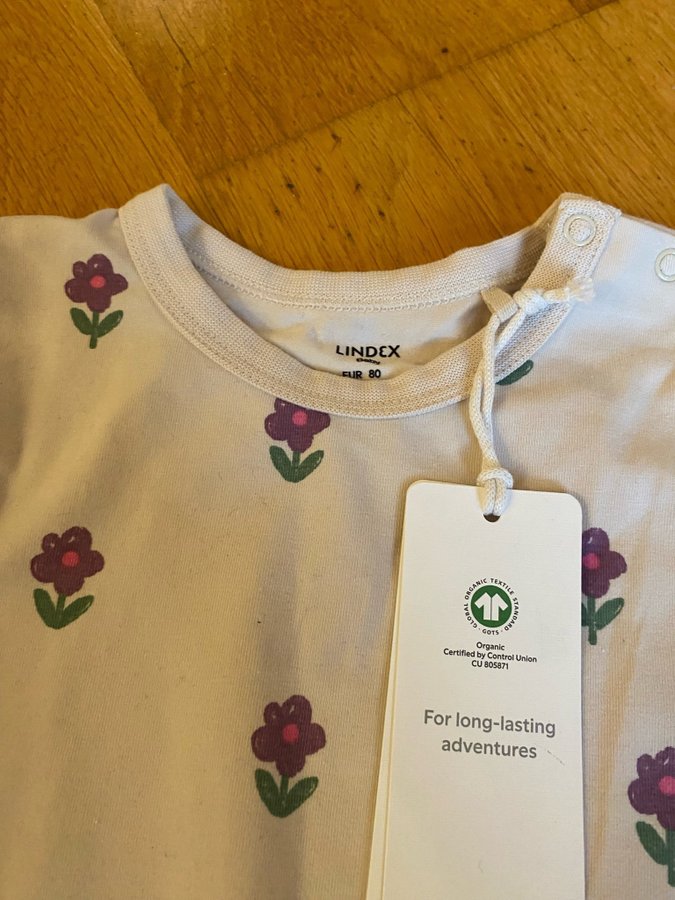 LINDEX
baby
EUR 80
GLOBAL ORGANIC TEXTILE STANDARD
· GOTS ·
Organic
Certified by Control Union
CU 805871
For long-lasting
adventures